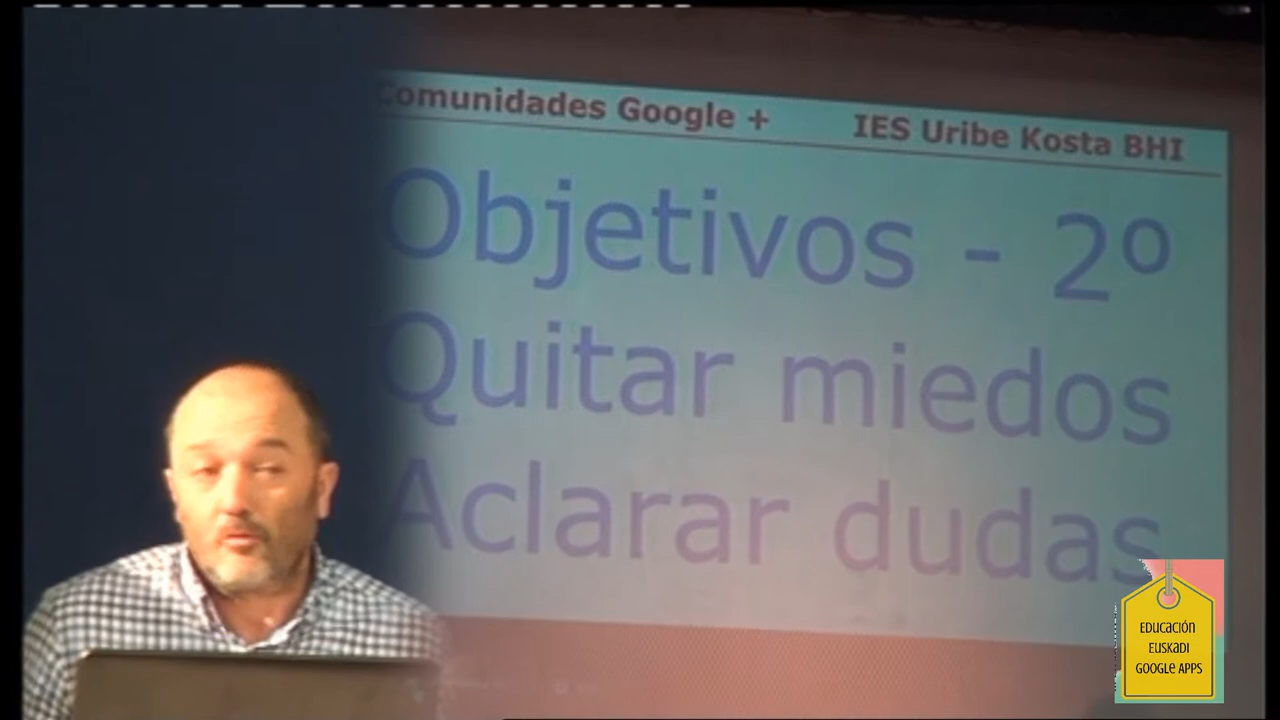 Comunidades Google + IES Uribe Kosta BHI
Objetivos - 2º
Quitar miedos
Aclarar dudas
Educación
Euskadi
Google Apps